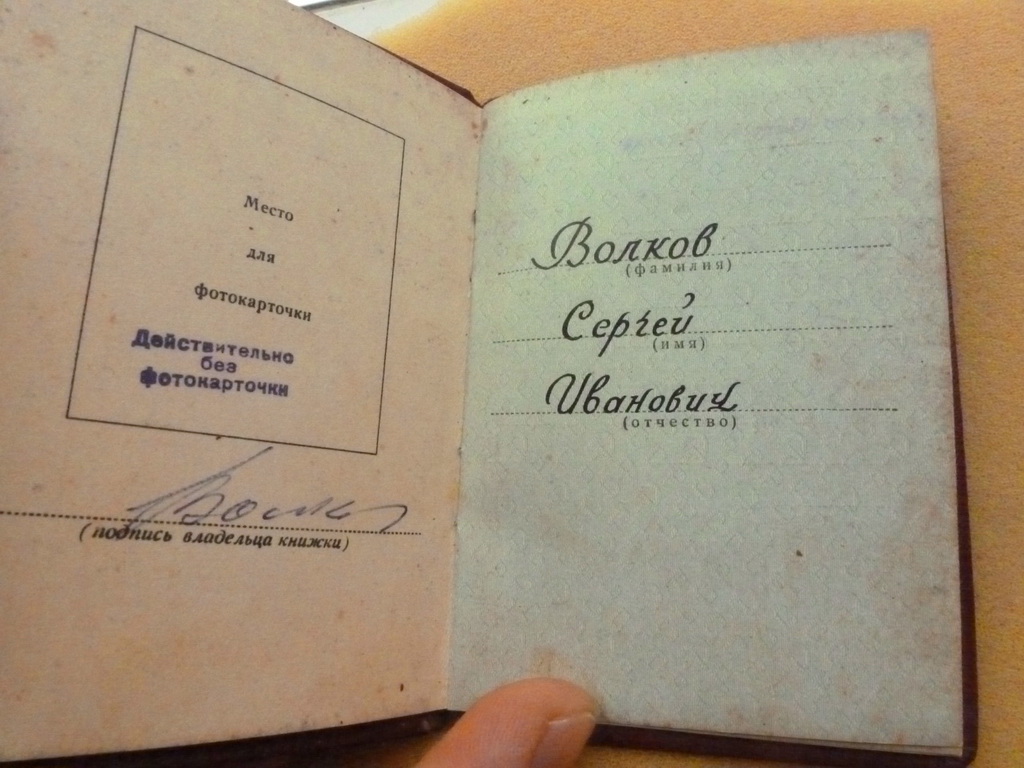 Место
для
фотокарточки
Действительно
без
фотокарточки
(подпись владельца книжки)
Волков
(фамилия)
Сергей
(имя)
Иванович
(отчество)